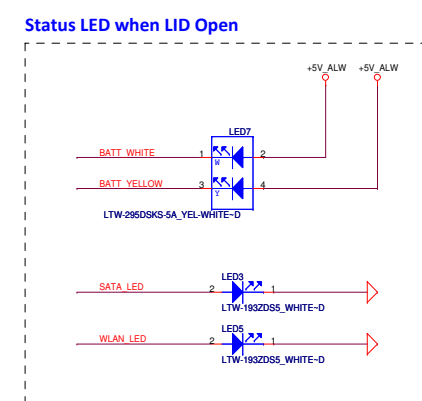 Status LED when LID Open
+5V_ALW +5V_ALW
LED7
BATT_WHITE 1 W 2
BATT_YELLOW 3 Y 4
LTW-295DSKS-5A_YEL-WHITE~D
LED3
SATA_LED 2 1
LTW-193ZDS5_WHITE~D
LED5
WLAN_LED 2 1
LTW-193ZDS5_WHITE~D